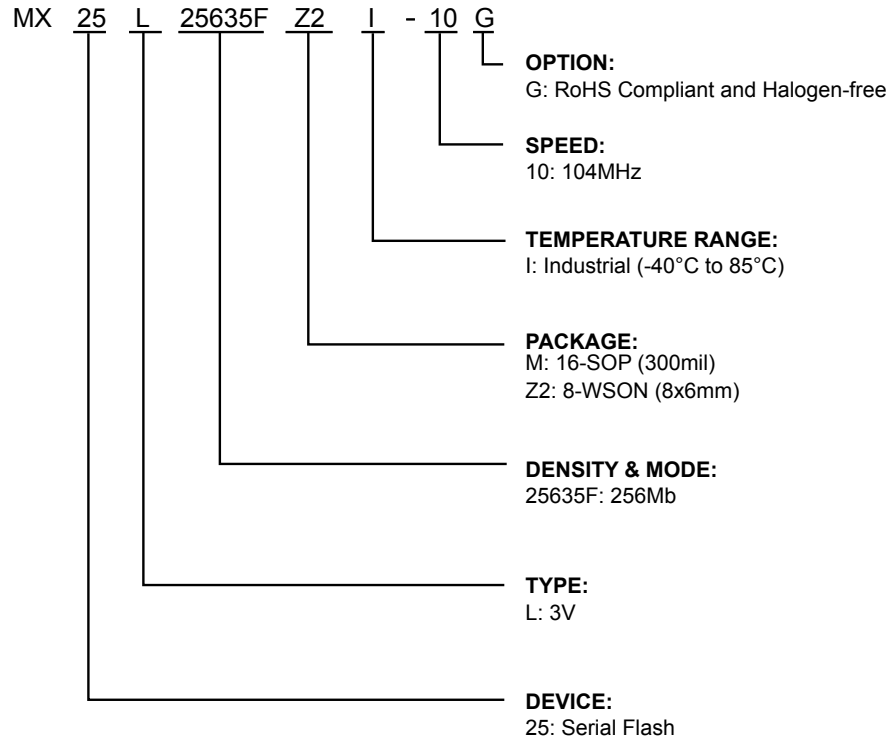 MX 25 L 25635F Z2 I - 10 G
OPTION:
G: RoHS Compliant and Halogen-free
SPEED:
10: 104MHz
TEMPERATURE RANGE:
I: Industrial (-40°C to 85°C)
PACKAGE:
M: 16-SOP (300mil)
Z2: 8-WSON (8x6mm)
DENSITY & MODE:
25635F: 256Mb
TYPE:
L: 3V
DEVICE:
25: Serial Flash